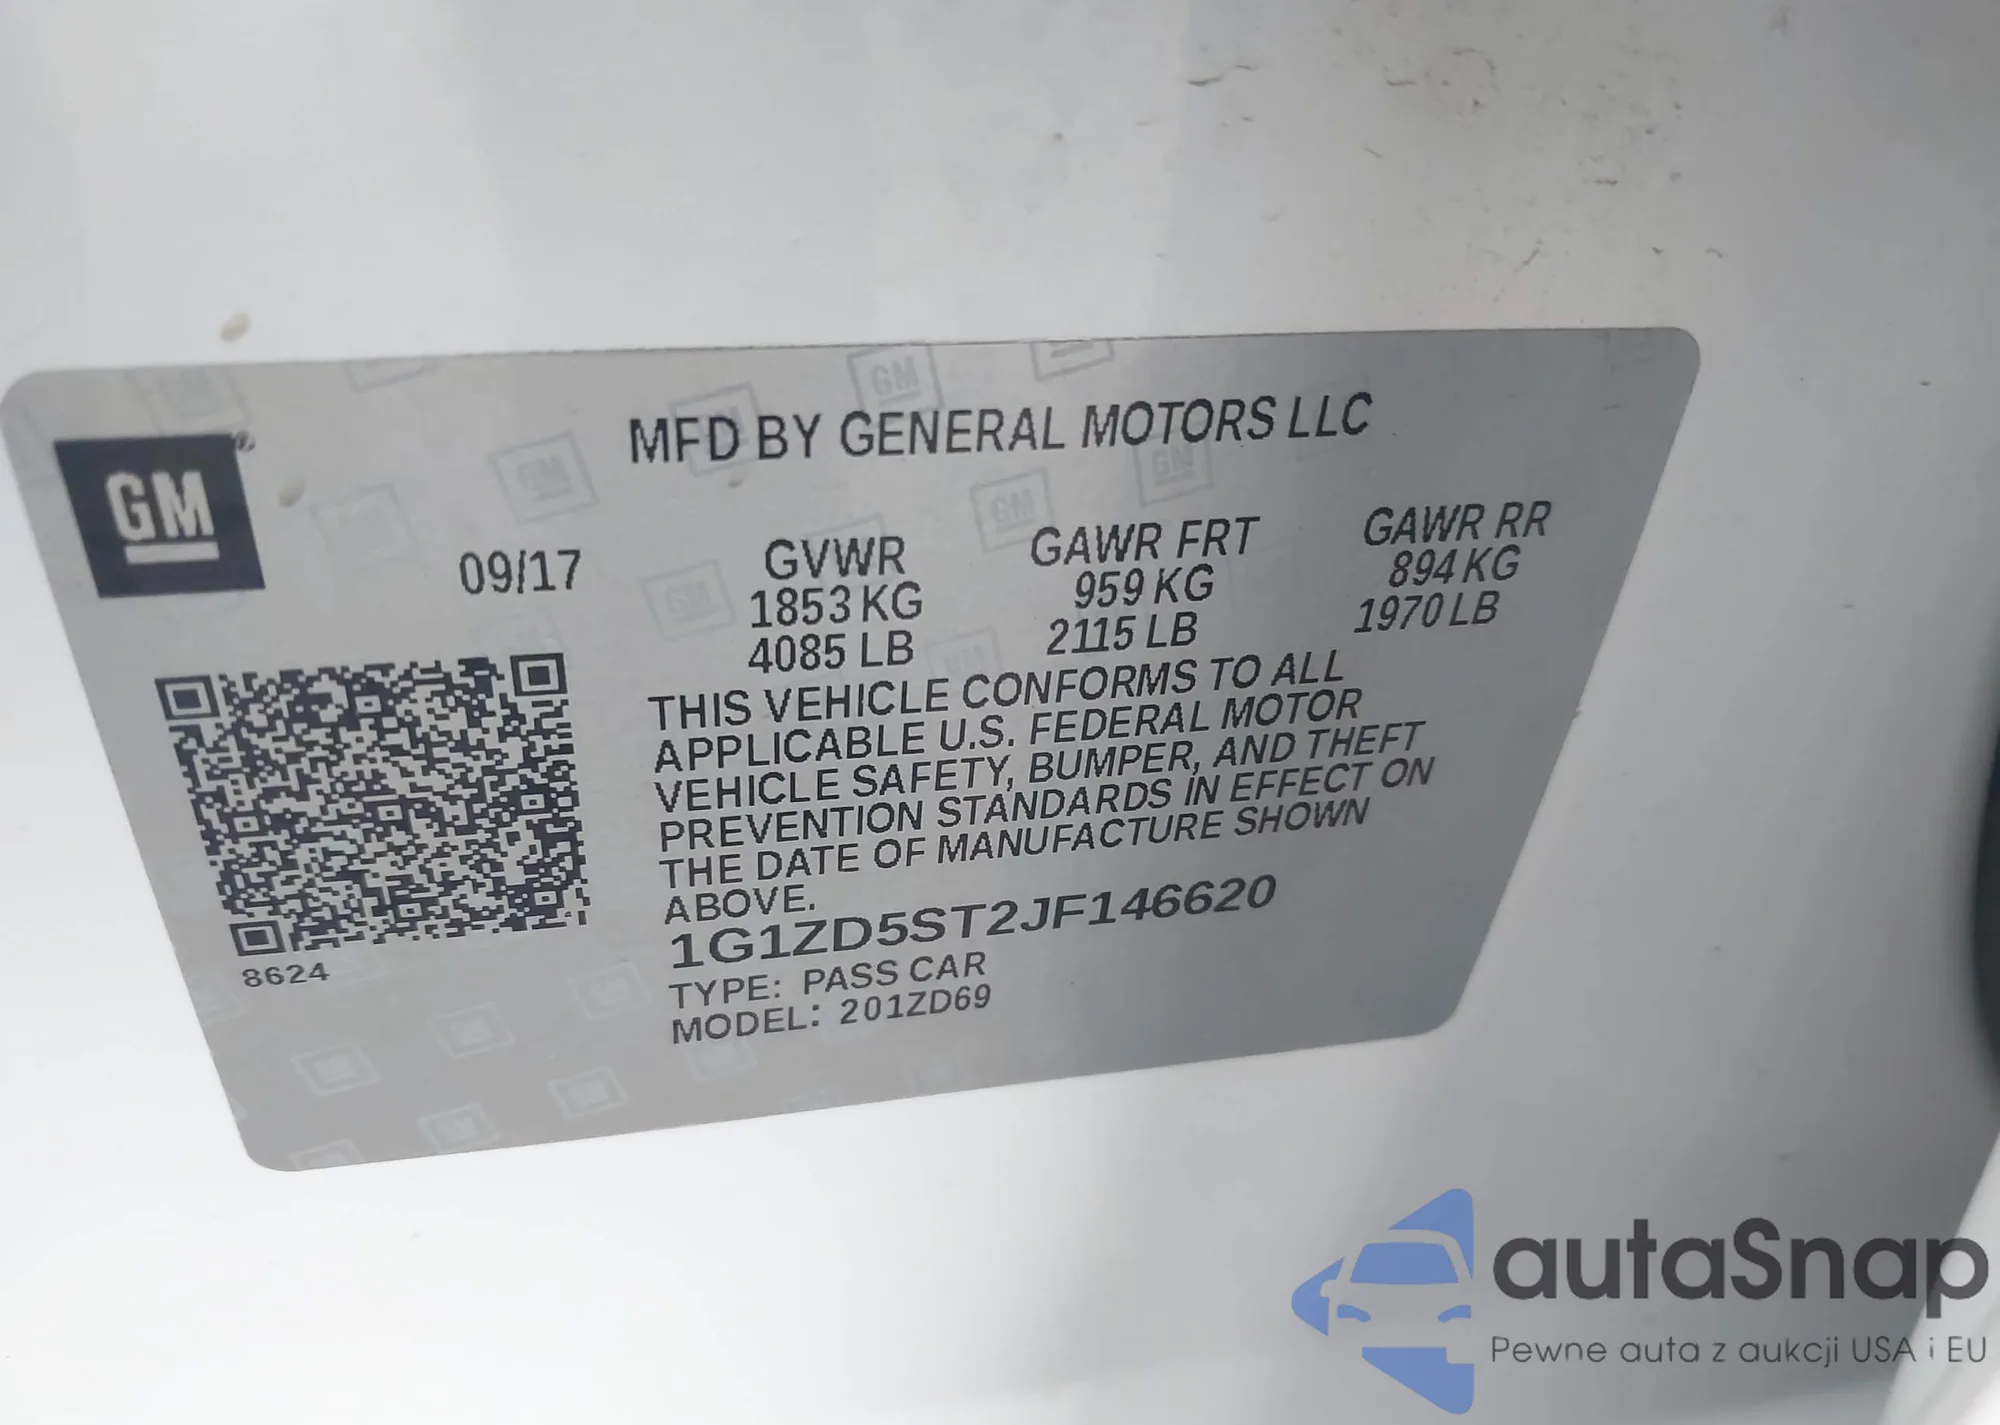 MFD BY GENERAL MOTORS LLC
GM
®
09/17
GVWR
1853 KG
4085 LB
GAWR FRT
959 KG
2115 LB
GAWR RR
894 KG
1970 LB
THIS VEHICLE CONFORMS TO ALL
APPLICABLE U.S. FEDERAL MOTOR
VEHICLE SAFETY, BUMPER, AND THEFT
PREVENTION STANDARDS IN EFFECT ON
THE DATE OF MANUFACTURE SHOWN
ABOVE.
1G1ZD5ST2JF146620
TYPE: PASS CAR
MODEL: 201ZD69
8624
autaSnap
Pewne auta z aukcji USA i EU